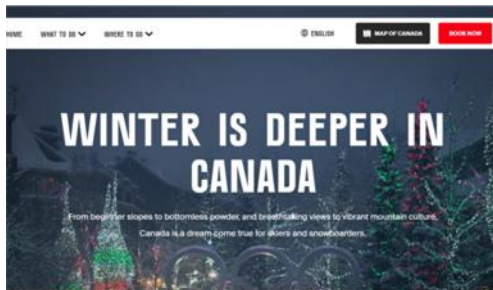 HOME WHAT TO DO WHERE TO GO ENGLISH MAP OF CANADA BOOK NOW
WINTER IS DEEPER IN
CANADA
From beginner slopes to bottomless powder, and breathtaking views to vibrant mountain culture,
Canada is a dream come true for skiers and snowboarders.